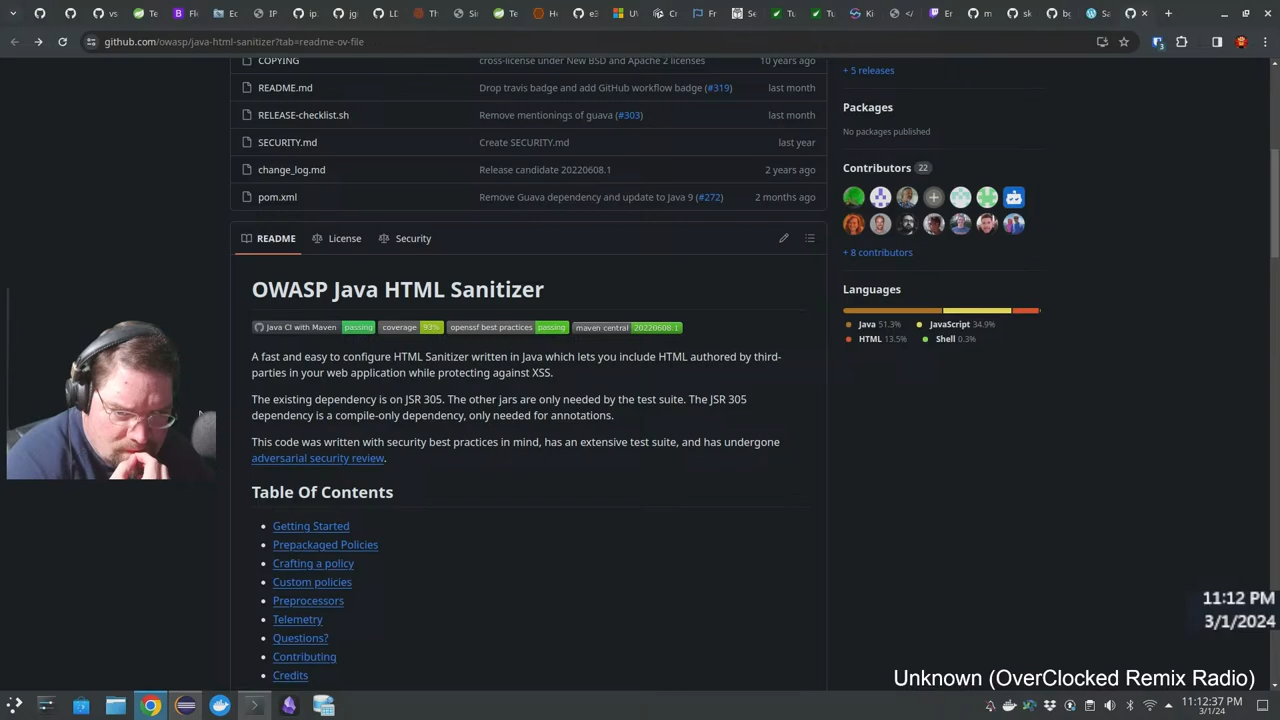 github.com/owasp/java-html-sanitizer?tab=readme-ov-file
COPYING
cross-license under New BSD and Apache 2 licenses
10 years ago
README.md
Drop travis badge and add GitHub workflow badge (#319)
last month
RELEASE-checklist.sh
Remove mentionings of guava (#303)
last month
SECURITY.md
Create SECURITY.md
last year
change_log.md
Release candidate 20220608.1
2 years ago
pom.xml
Remove Guava dependency and update to Java 9 (#272)
2 months ago
README
License
Security
OWASP Java HTML Sanitizer
Java CI with Maven passing
coverage 93%
openssf best practices passing
maven central 20220608.1
A fast and easy to configure HTML Sanitizer written in Java which lets you include HTML authored by third-
parties in your web application while protecting against XSS.
The existing dependency is on JSR 305. The other jars are only needed by the test suite. The JSR 305
dependency is a compile-only dependency, only needed for annotations.
This code was written with security best practices in mind, has an extensive test suite, and has undergone
adversarial security review.
Table Of Contents
Getting Started
Prepackaged Policies
Crafting a policy
Custom policies
Preprocessors
Telemetry
Questions?
Contributing
Credits
+ 5 releases
Packages
No packages published
Contributors 22
+ 8 contributors
Languages
Java 51.3%
JavaScript 34.9%
HTML 13.5%
Shell 0.3%
11:12 PM
3/1/2024
Unknown (OverClocked Remix Radio)
11:12:37 PM
3/1/24